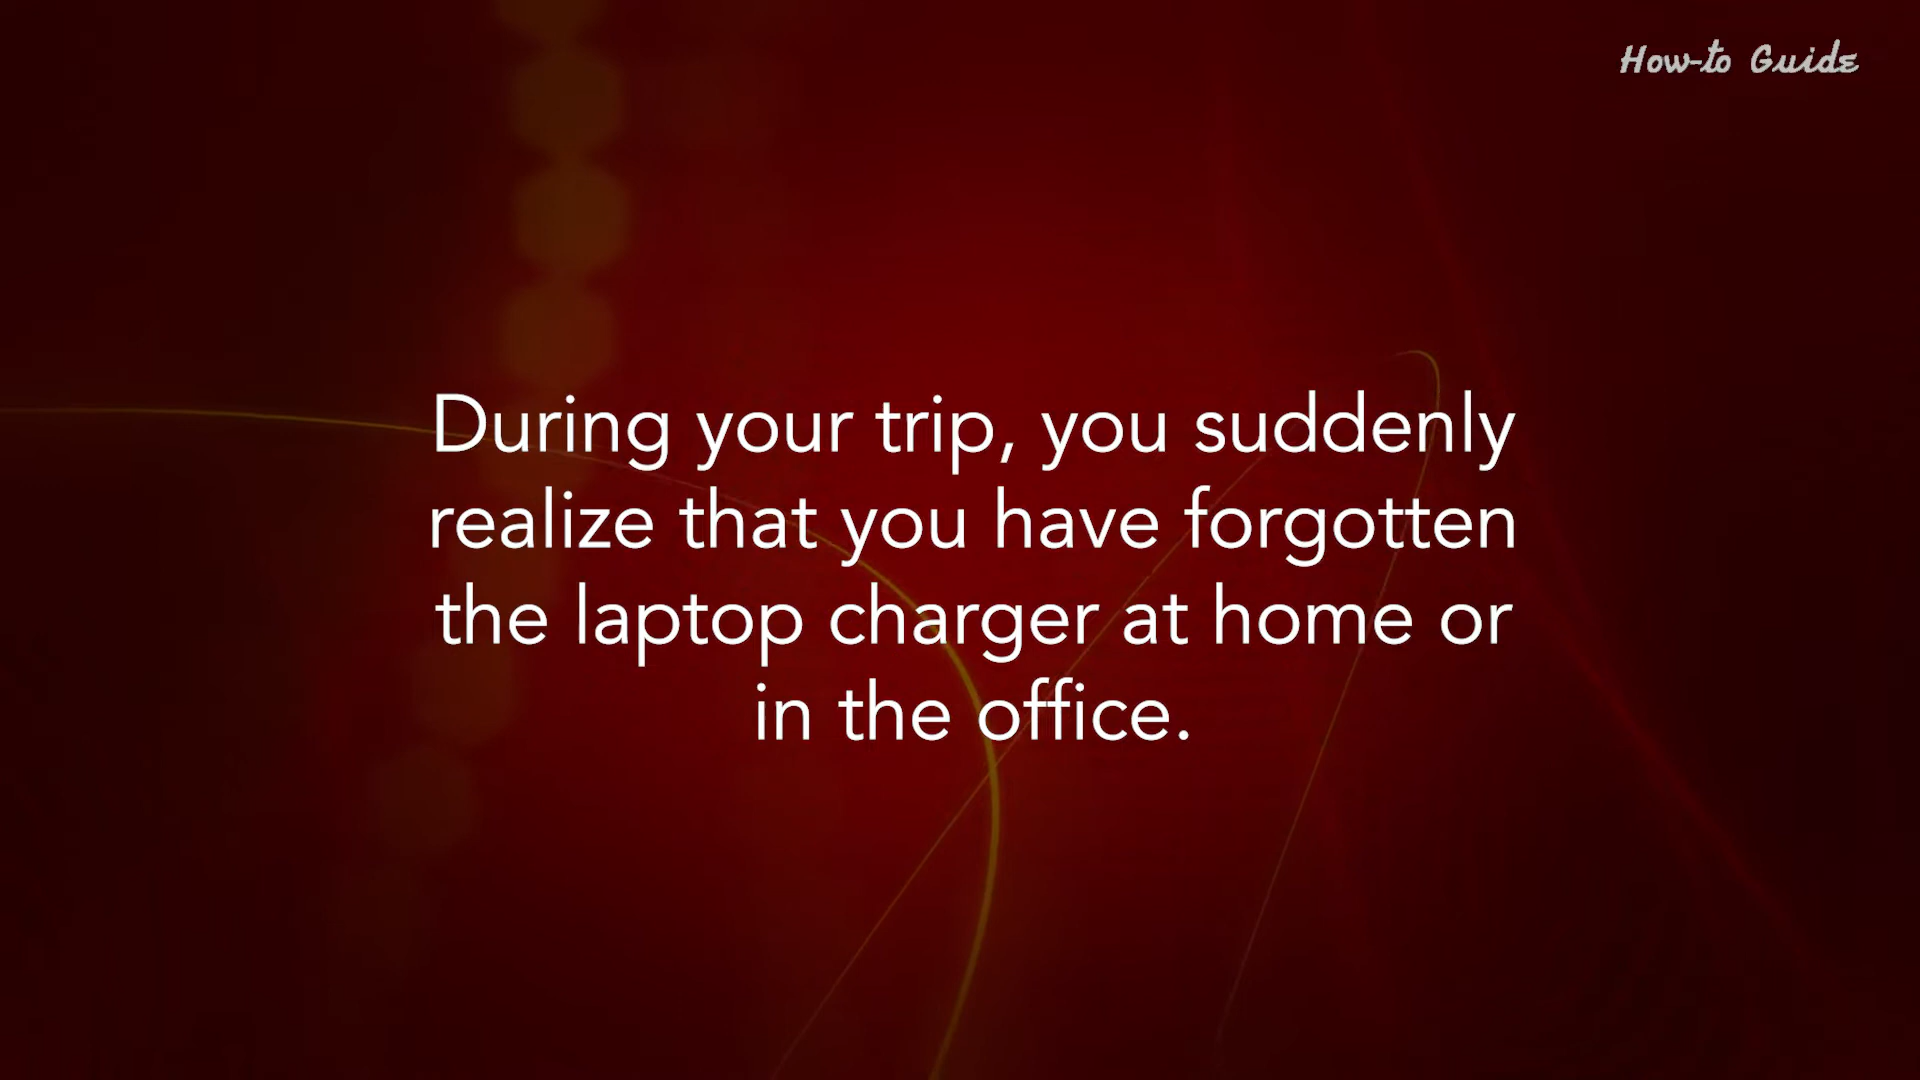 How-to Guide
During your trip, you suddenly
realize that you have forgotten
the laptop charger at home or
in the office.